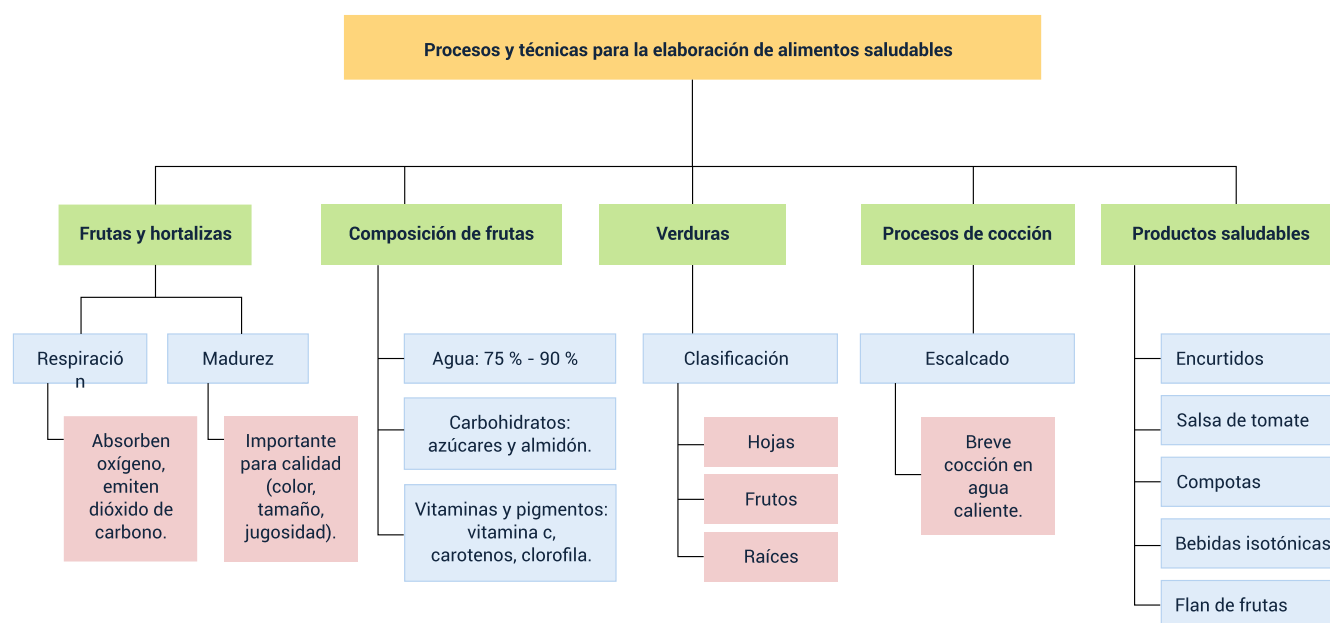 Procesos y técnicas para la elaboración de alimentos saludables
Frutas y hortalizas
Composición de frutas
Verduras
Procesos de cocción
Productos saludables
Respiració
n
Madurez
Absorben
oxígeno,
emiten
dióxido de
carbono.
Importante
para calidad
(color,
tamaño,
jugosidad).
Agua: 75 % - 90 %
Carbohidratos:
azúcares y almidón.
Vitaminas y pigmentos:
vitamina c,
carotenos, clorofila.
Clasificación
Hojas
Frutos
Raíces
Escalcado
Breve
cocción en
agua
caliente.
Encurtidos
Salsa de tomate
Compotas
Bebidas isotónicas
Flan de frutas